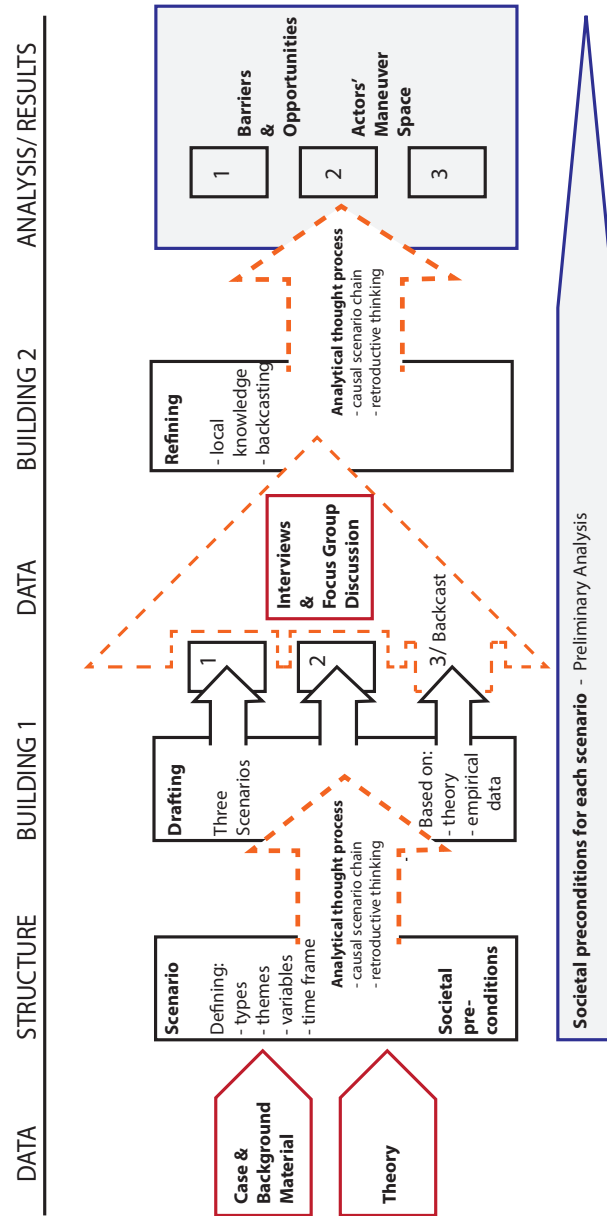 DATA
STRUCTURE
BUILDING 1
DATA
BUILDING 2
ANALYSIS/ RESULTS
Case &
Background
Material
Theory
Scenario
Defining:
- types
- themes
- variables
- time frame
Societal
pre-
conditions
Analytical thought process
- causal scenario chain
- retroductive thinking
Drafting
Three
Scenarios
Based on:
- theory
- empirical
data
1
2
3/ Backcast
Interviews
&
Focus Group
Discussion
Refining
- local
knowledge
- backcasting
Analytical thought process
- causal scenario chain
- retroductive thinking
1
2
3
Barriers
&
Opportunities
Actors'
Maneuver
Space
Societal preconditions for each scenario - Preliminary Analysis